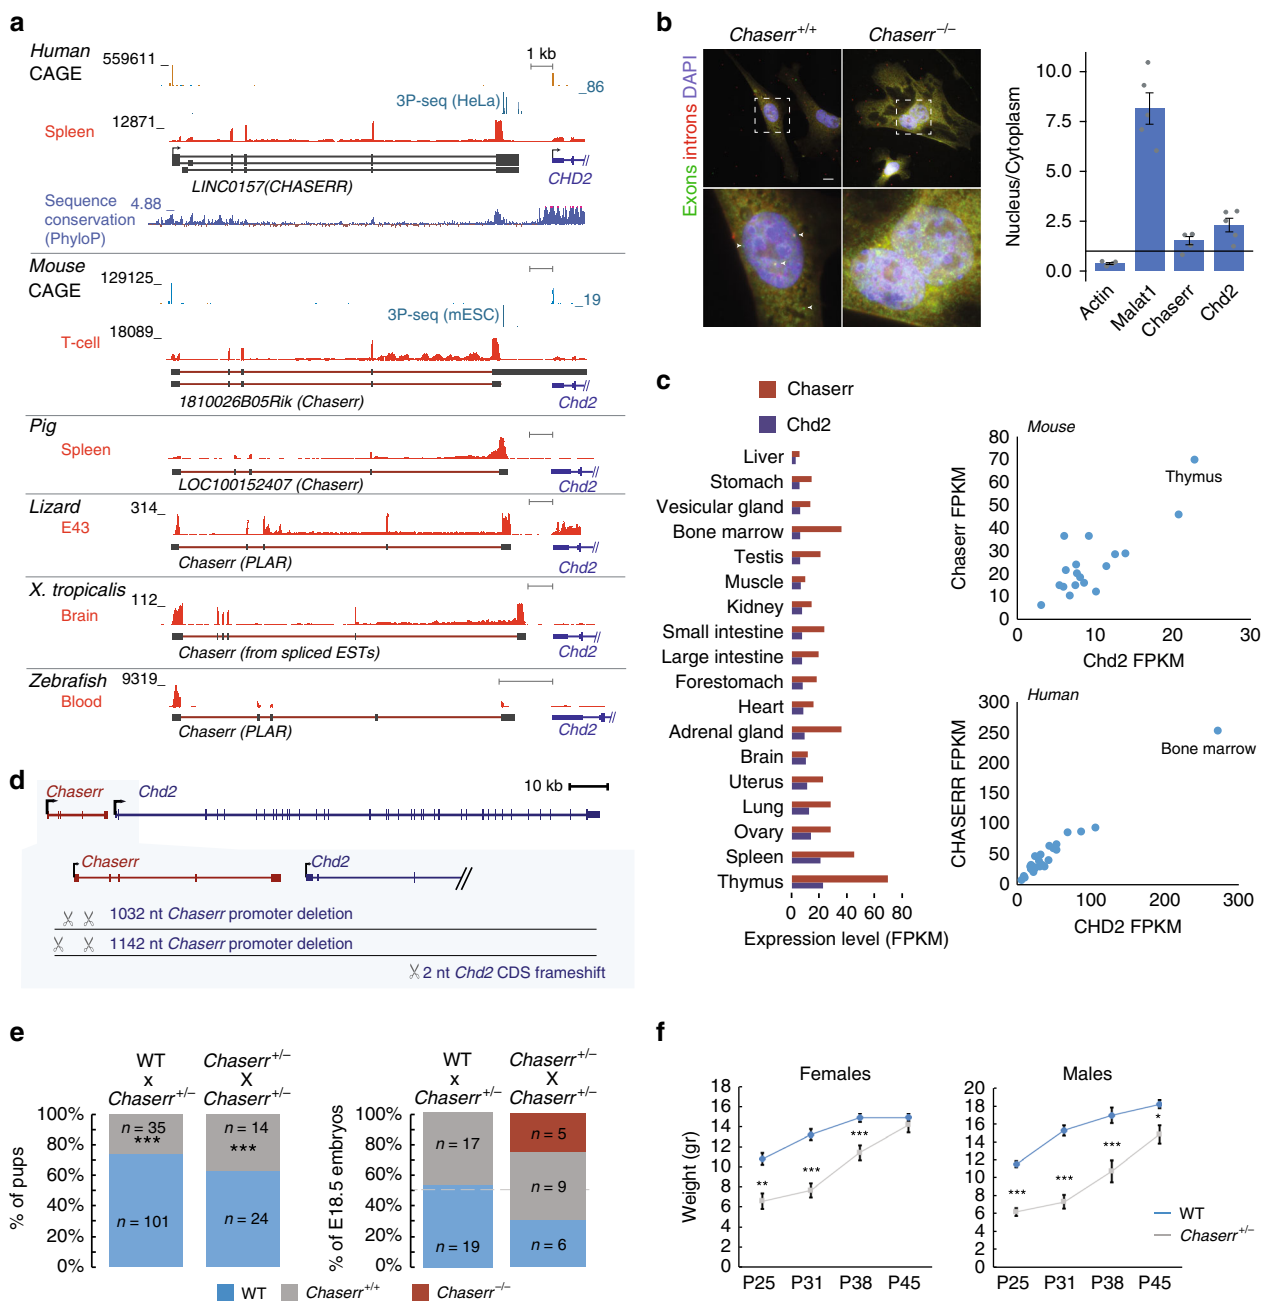 a
Human
CAGE
559611
1 kb
86
3P-seq (HeLa)
Spleen
12871
LINC0157(CHASERR)
CHD2
Sequence
conservation
(PhyloP)
4.88
Mouse
CAGE
129125
19
3P-seq (mESC)
18089
T-cell
1810026B05Rik (Chaserr)
Chd2
Pig
Spleen
LOC100152407 (Chaserr)
Chd2
Lizard
E43
314
Chaserr (PLAR)
Chd2
X. tropicalis
Brain
112
Chaserr (from spliced ESTs)
Chd2
Zebrafish
Blood
9319
Chaserr (PLAR)
Chd2
b
Chaserr+/+
Chaserr−/−
Exons introns DAPI
Nucleus/Cytoplasm
10.0
7.5
5.0
2.5
0.0
Actin
Malat1
Chaserr
Chd2
c
Chaserr
Chd2
Liver
Stomach
Vesicular gland
Bone marrow
Testis
Muscle
Kidney
Small intestine
Large intestine
Forestomach
Heart
Adrenal gland
Brain
Uterus
Lung
Ovary
Spleen
Thymus
0 20 40 60 80
Expression level (FPKM)
Mouse
Chaserr FPKM
80
70
60
50
40
30
20
10
0
Thymus
0 10 20 30
Chd2 FPKM
Human
CHASERR FPKM
300
250
200
150
100
50
0
Bone marrow
0 100 200 300
CHD2 FPKM
d
Chaserr
Chd2
10 kb
Chaserr
Chd2
1032 nt Chaserr promoter deletion
1142 nt Chaserr promoter deletion
2 nt Chd2 CDS frameshift
e
WT
x
Chaserr+/−
Chaserr+/−
X
Chaserr+/−
% of pups
100%
80%
60%
40%
20%
0%
n = 35
***
n = 101
n = 14
***
n = 24
WT
x
Chaserr+/−
Chaserr+/−
X
Chaserr+/−
% of E18.5 embryos
100%
80%
60%
40%
20%
0%
n = 17
n = 19
n = 5
n = 9
n = 6
WT
Chaserr+/+
Chaserr−/−
f
Females
Weight (gr)
18
16
14
12
10
8
6
4
2
0
**
***
***
P25 P31 P38 P45
Males
20
18
16
14
12
10
8
6
4
2
0
***
***
***
*
WT
Chaserr+/−
P25 P31 P38 P45